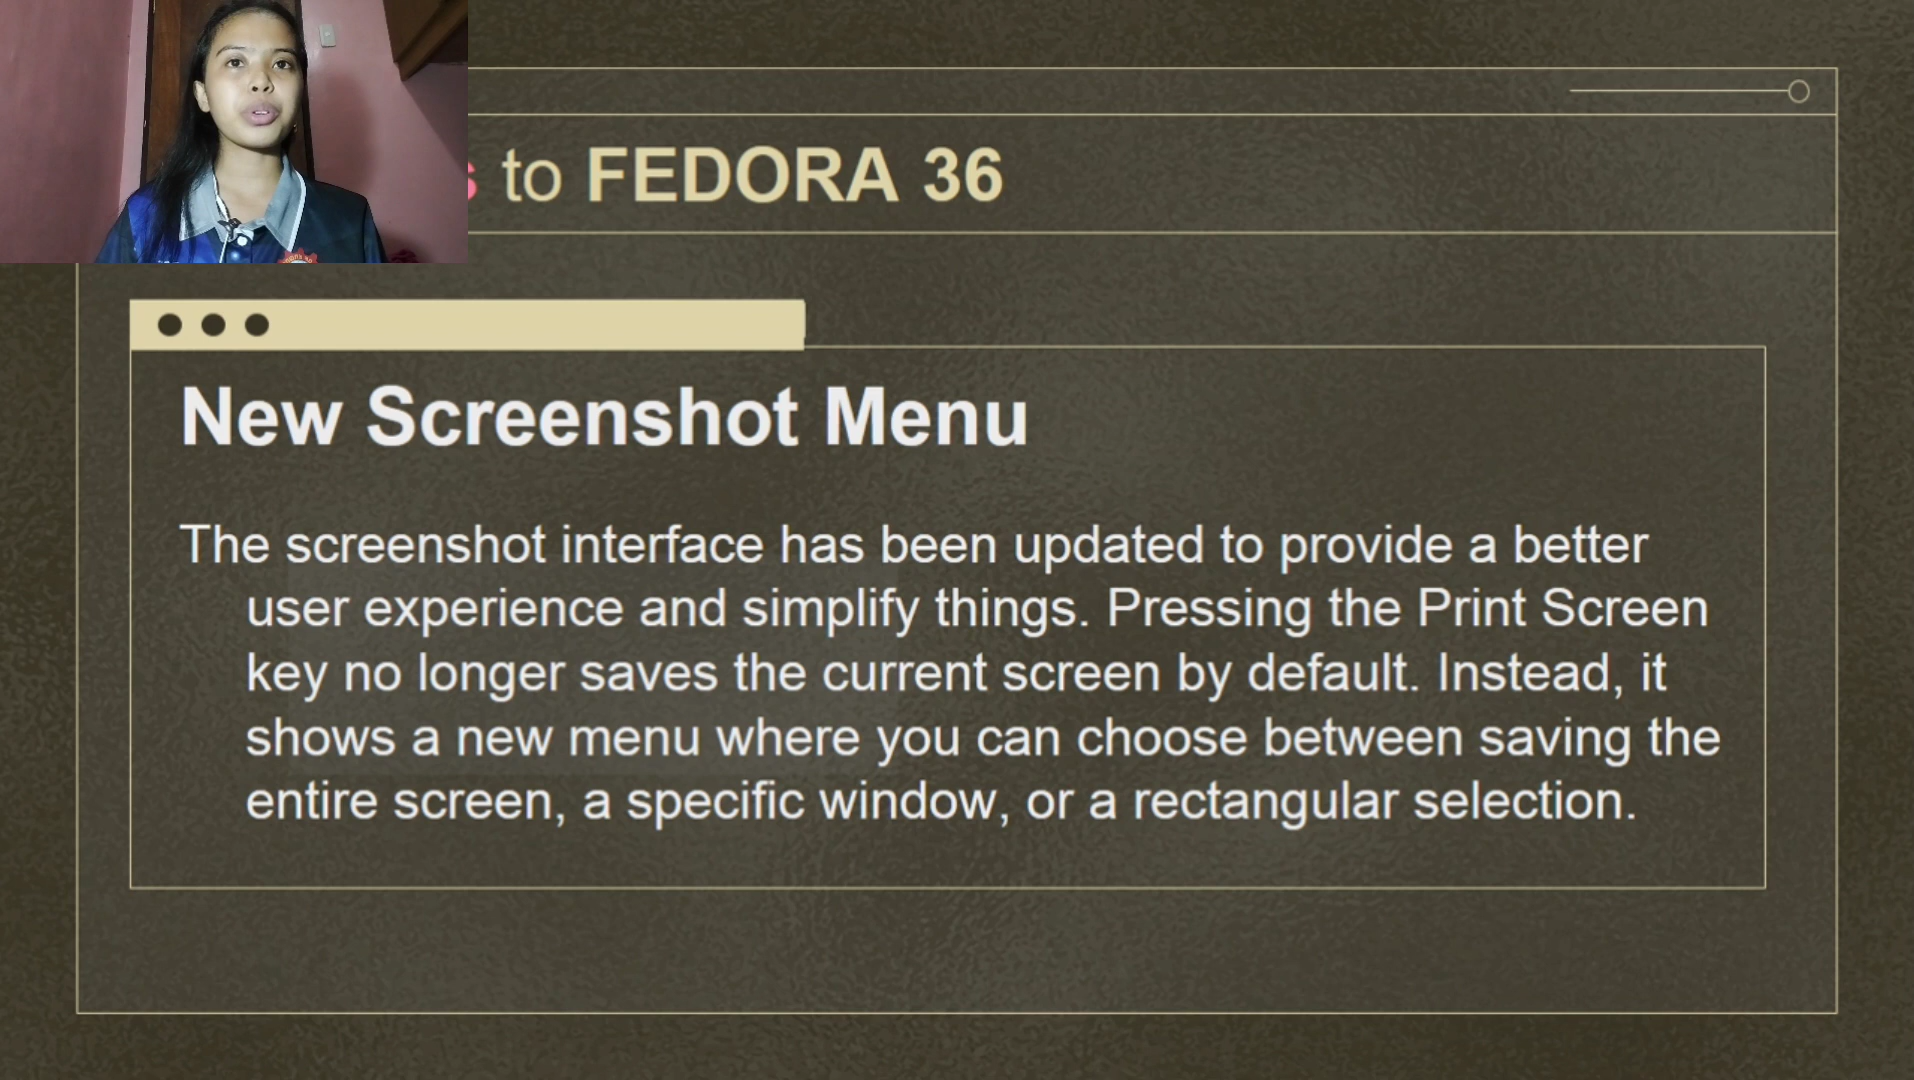 to FEDORA 36
New Screenshot Menu
The screenshot interface has been updated to provide a better
user experience and simplify things. Pressing the Print Screen
key no longer saves the current screen by default. Instead, it
shows a new menu where you can choose between saving the
entire screen, a specific window, or a rectangular selection.